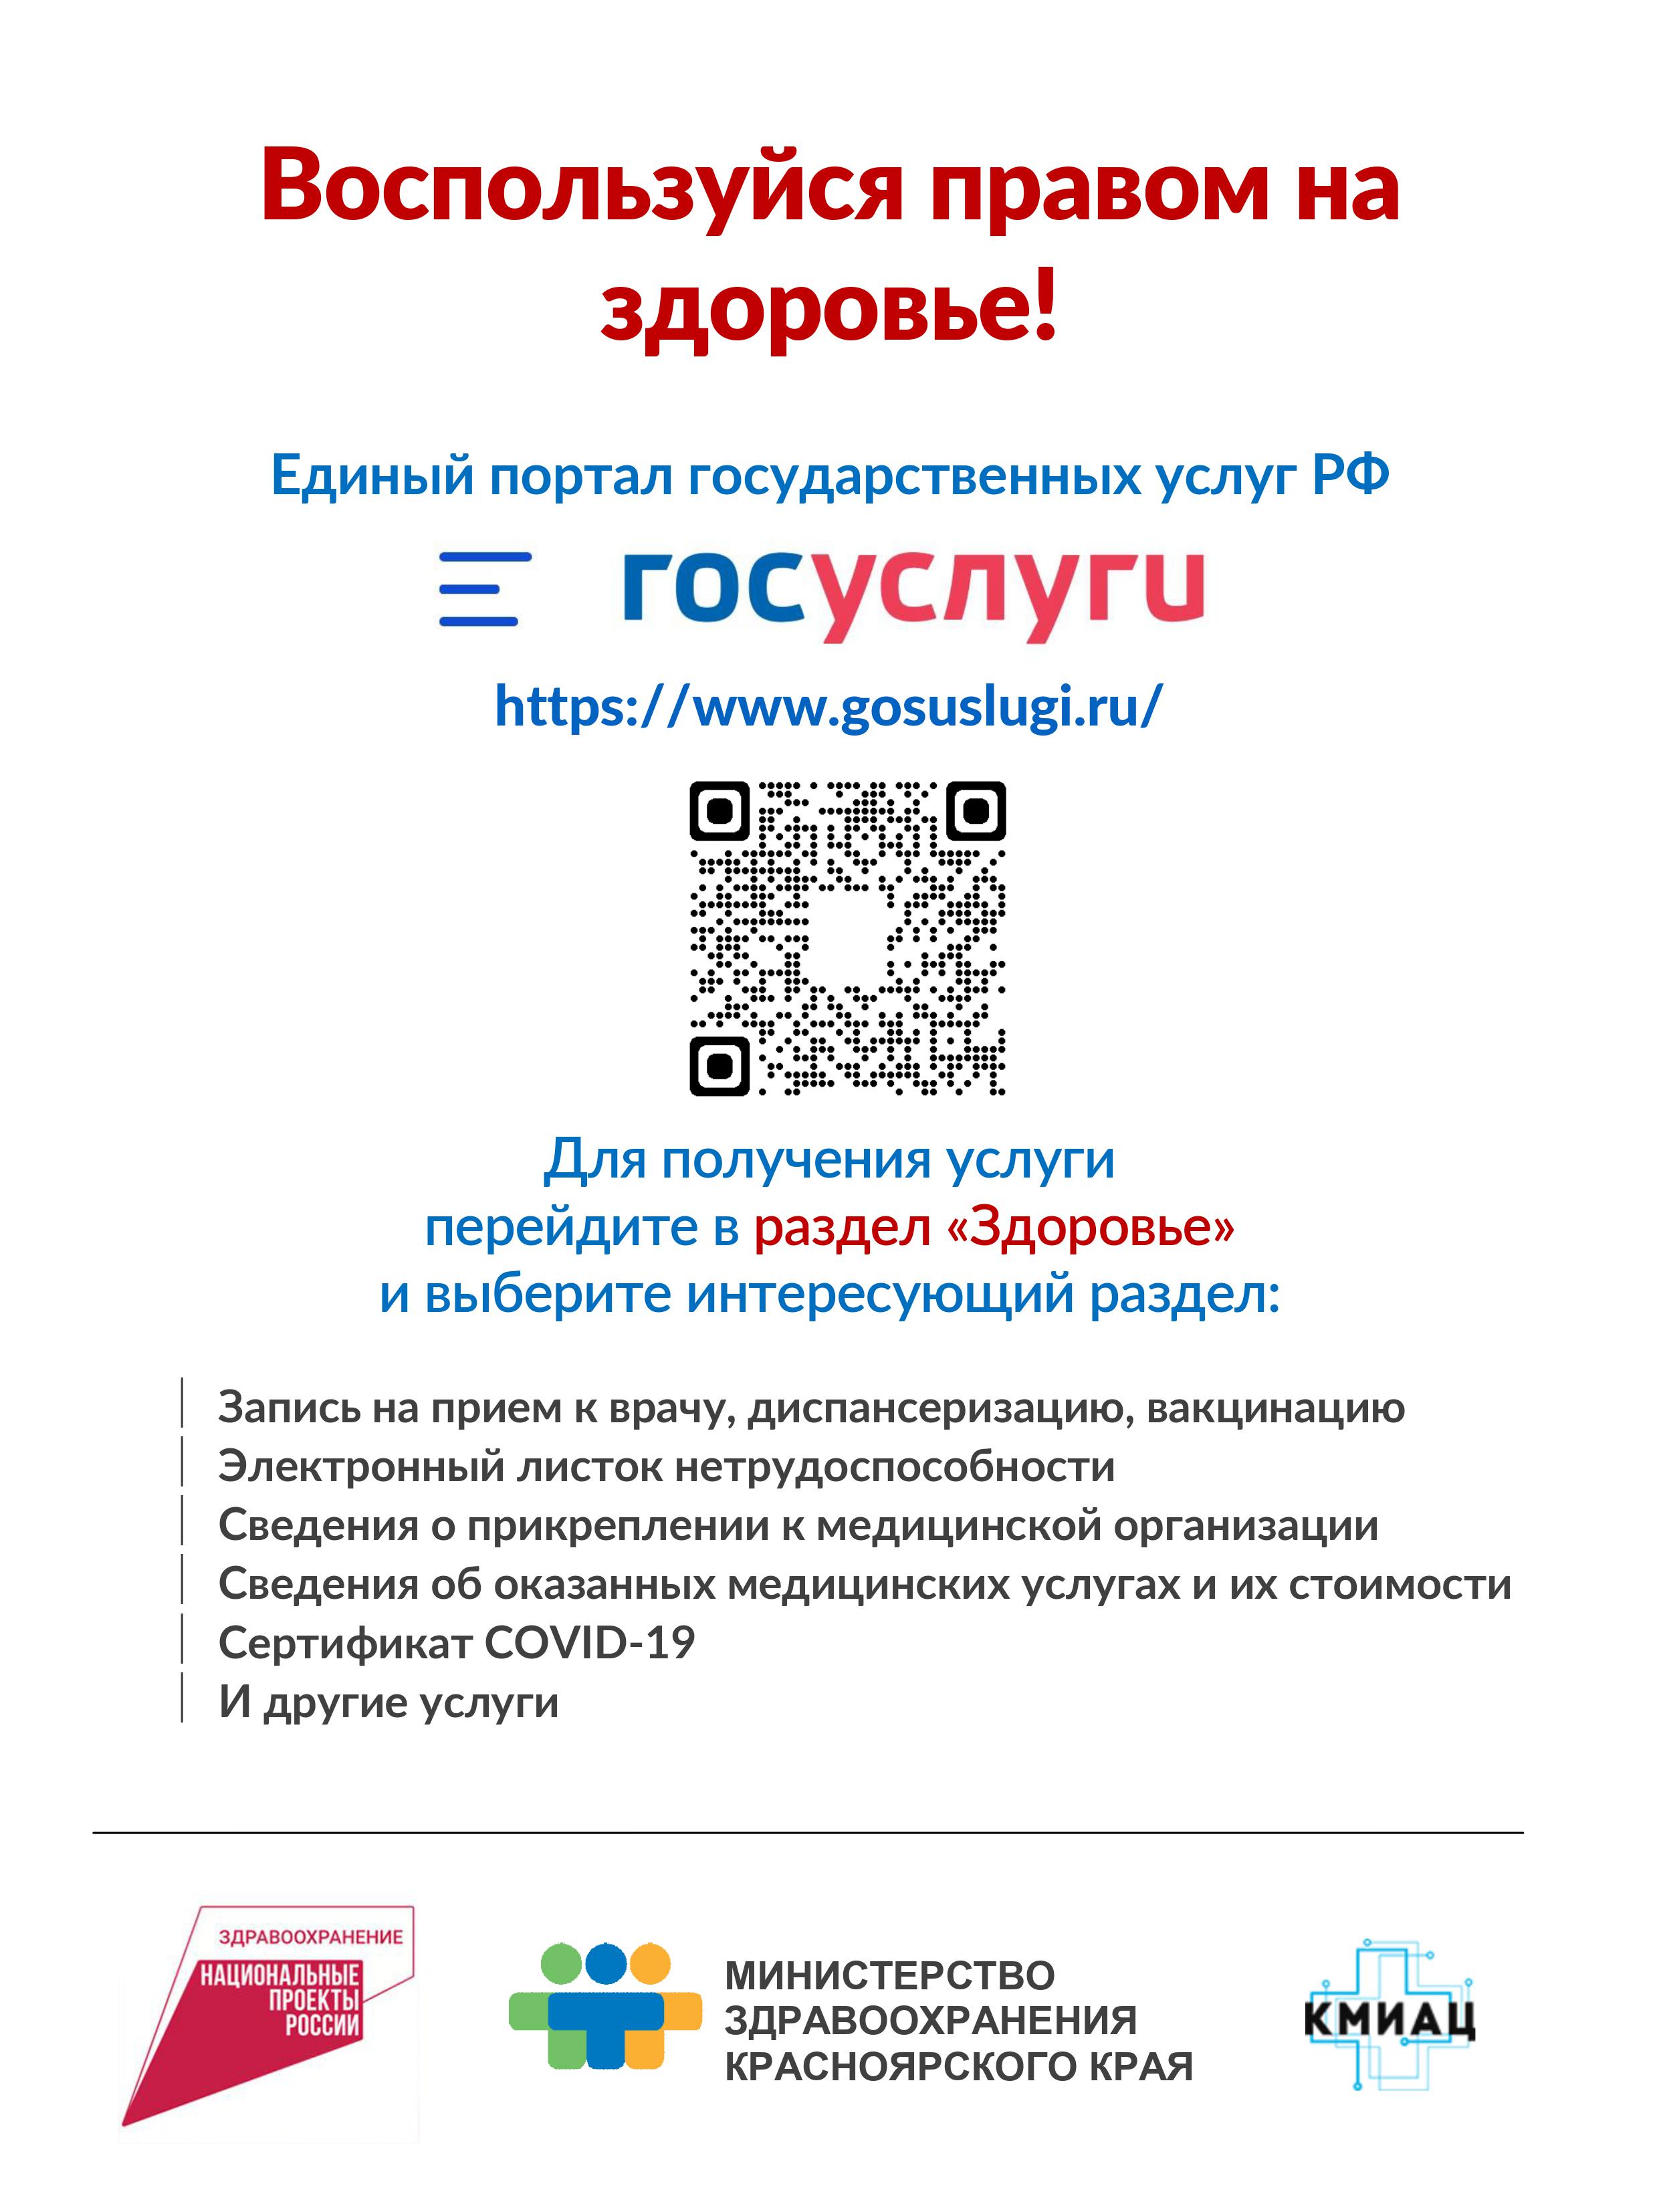 Воспользуйся правом на
здоровье!
Единый портал государственных услуг РФ
госуслуги
https://www.gosuslugi.ru/
Для получения услуги
перейдите в раздел «Здоровье»
и выберите интересующий раздел:
Запись на прием к врачу, диспансеризацию, вакцинацию
Электронный листок нетрудоспособности
Сведения о прикреплении к медицинской организации
Сведения об оказанных медицинских услугах и их стоимости
Сертификат COVID-19
И другие услуги
ЗДРАВООХРАНЕНИЕ
НАЦИОНАЛЬНЫЕ
ПРОЕКТЫ
РОССИИ
МИНИСТЕРСТВО
ЗДРАВООХРАНЕНИЯ
КРАСНОЯРСКОГО КРАЯ
КМИАЦ